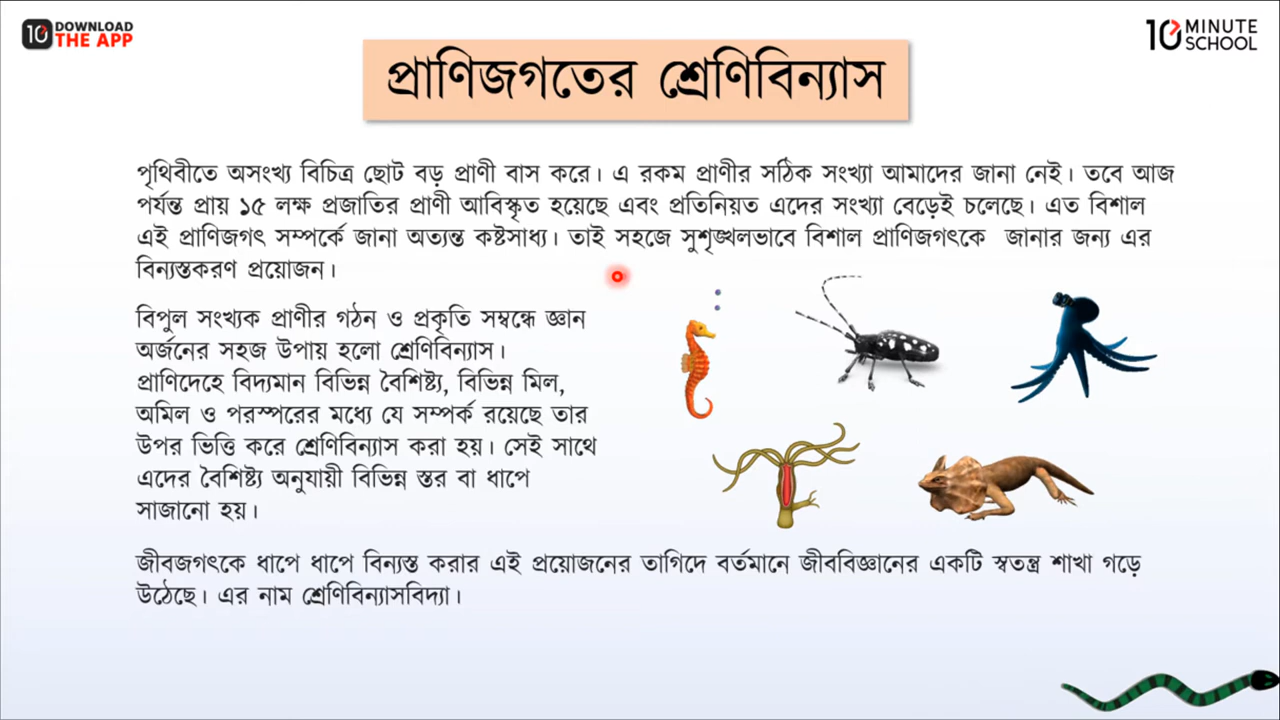 10 DOWNLOAD
THE APP
10 MINUTE
SCHOOL
প্রাণিজগতের শ্রেণিবিন্যাস
পৃথিবীতে অসংখ্য বিচিত্র ছোট বড় প্রাণী বাস করে। এ রকম প্রাণীর সঠিক সংখ্যা আমাদের জানা নেই। তবে আজ
পর্যন্ত প্রায় ১৫ লক্ষ প্রজাতির প্রাণী আবিস্কৃত হয়েছে এবং প্রতিনিয়ত এদের সংখ্যা বেড়েই চলেছে। এত বিশাল
এই প্রাণিজগৎ সম্পর্কে জানা অত্যন্ত কষ্টসাধ্য। তাই সহজে সুশৃঙ্খলভাবে বিশাল প্রাণিজগৎকে জানার জন্য এর
বিন্যস্তকরণ প্রয়োজন।
বিপুল সংখ্যক প্রাণীর গঠন ও প্রকৃতি সম্বন্ধে জ্ঞান
অর্জনের সহজ উপায় হলো শ্রেণিবিন্যাস।
প্রাণিদেহে বিদ্যমান বিভিন্ন বৈশিষ্ট্য, বিভিন্ন মিল,
অমিল ও পরস্পরের মধ্যে যে সম্পর্ক রয়েছে তার
উপর ভিত্তি করে শ্রেণিবিন্যাস করা হয়। সেই সাথে
এদের বৈশিষ্ট্য অনুযায়ী বিভিন্ন স্তর বা ধাপে
সাজানো হয়।
জীবজগৎকে ধাপে ধাপে বিন্যস্ত করার এই প্রয়োজনের তাগিদে বর্তমানে জীববিজ্ঞানের একটি স্বতন্ত্র শাখা গড়ে
উঠেছে। এর নাম শ্রেণিবিন্যাসবিদ্যা।